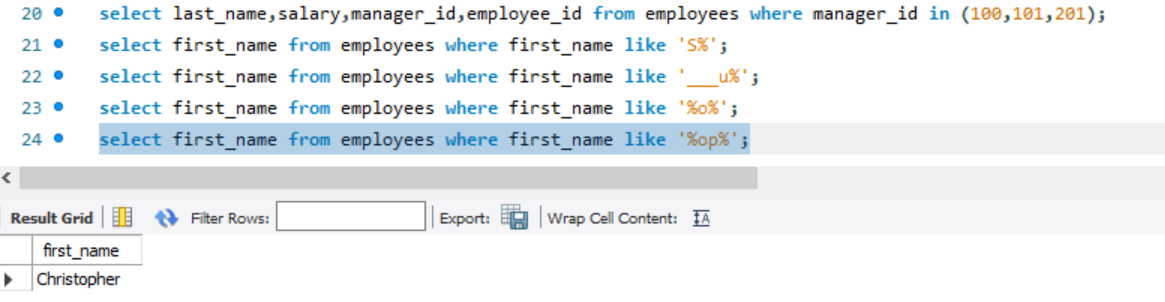 20 select last_name,salary,manager_id,employee_id from employees where manager_id in (100,101,201);
21 select first_name from employees where first_name like 'S%';
22 select first_name from employees where first_name like '___u%';
23 select first_name from employees where first_name like '%o%';
24 select first_name from employees where first_name like '%op%';
Result Grid Filter Rows: Export: Wrap Cell Content: IA
first_name
Christopher